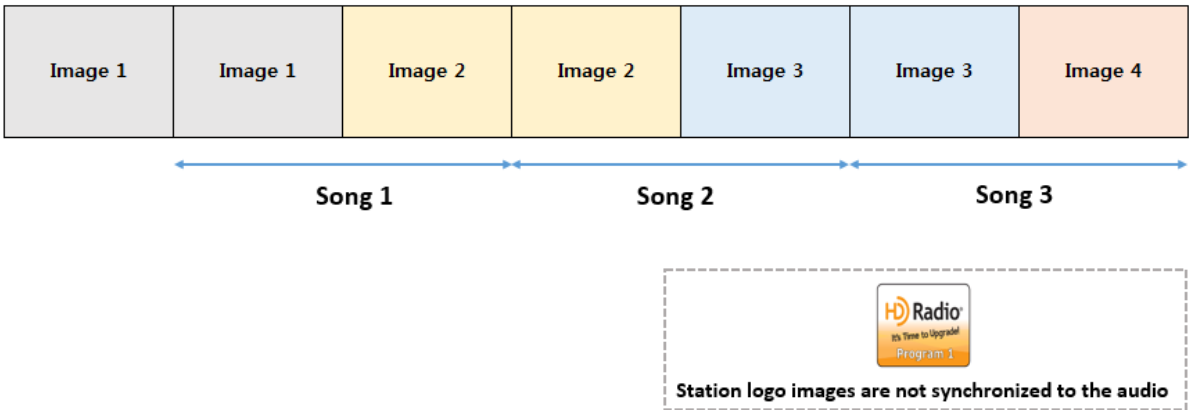 Image 1 Image 1 Image 2 Image 2 Image 3 Image 3 Image 4
Song 1 Song 2 Song 3
HD Radio®
It's Time to Upgrade!
Program 1
Station logo images are not synchronized to the audio